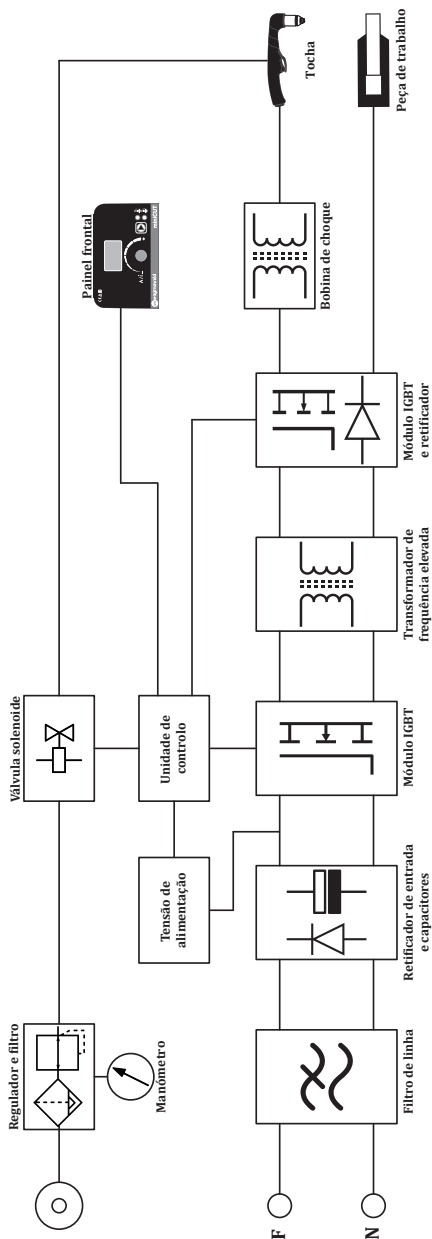 Regulador e filtro
Manómetro
Válvula solenoide
Painel frontal
Tensão de
alimentação
Unidade de
controlo
Tocha
Peça de trabalho
F
N
Filtro de linha
Retificador de entrada
e capacitores
Módulo IGBT
Transformador de
frequência elevada
Módulo IGBT
e retificador
Bobina de choque